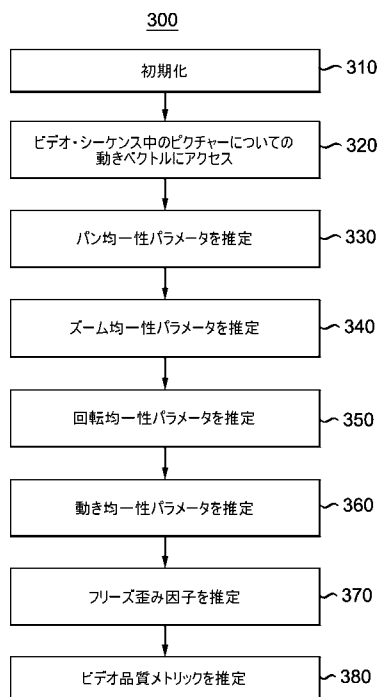 300
初期化
310
ビデオ・シーケンス中のピクチャーについての
動きベクトルにアクセス
320
パン均一性パラメータを推定
330
ズーム均一性パラメータを推定
340
回転均一性パラメータを推定
350
動き均一性パラメータを推定
360
フリーズ歪み因子を推定
370
ビデオ品質メトリックを推定
380